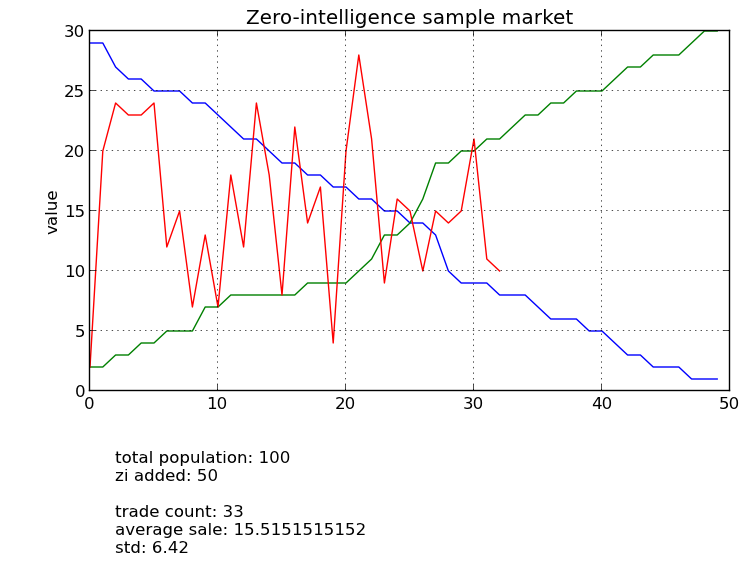 Zero-intelligence sample market
30
25
20
15
10
5
0
value
0 10 20 30 40 50
total population: 100
zi added: 50
trade count: 33
average sale: 15.5151515152
std: 6.42